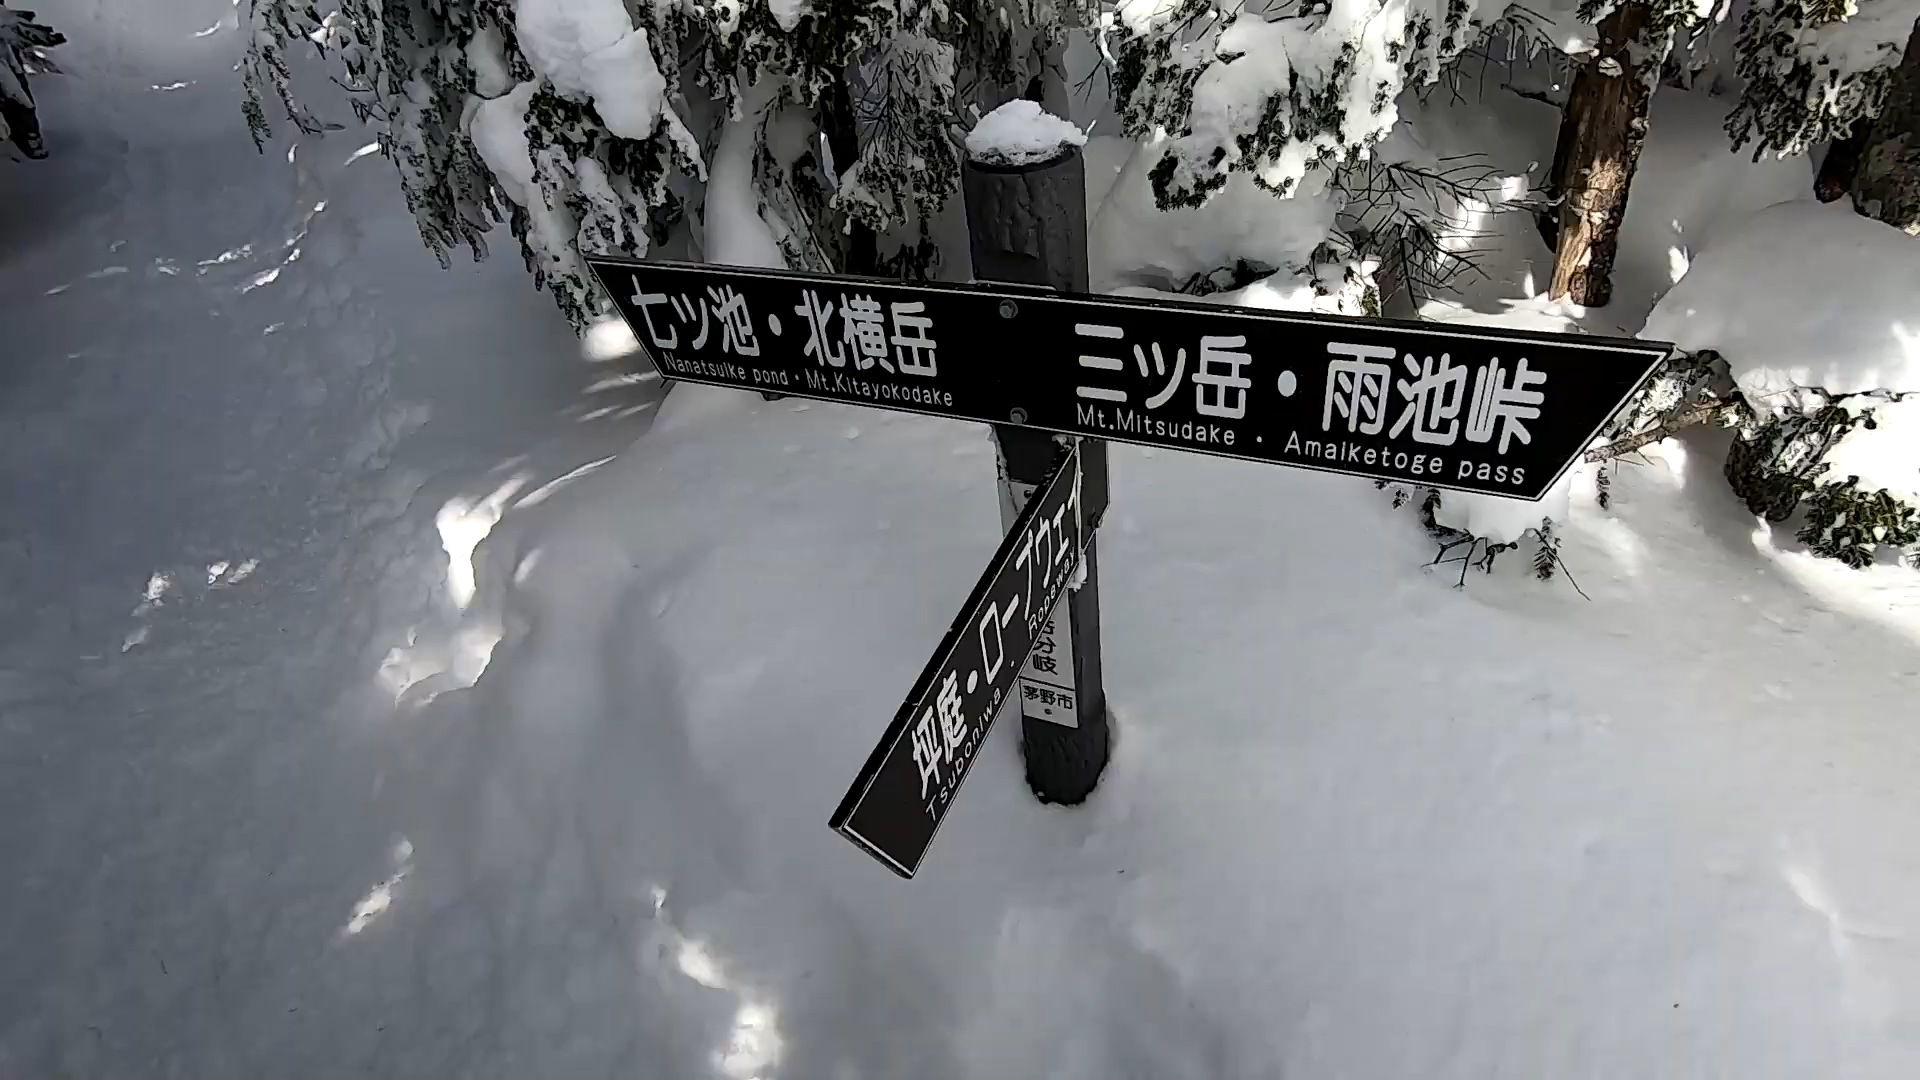 七ツ池・北横岳
Nanatsuike pond・Mt.Kitayokodake
三ツ岳・雨池峠
Mt.Mitsudake・Amaiketoge pass
坪庭・ロープウェイ
Tsuboniwa・Ropeway
分岐
茅野市